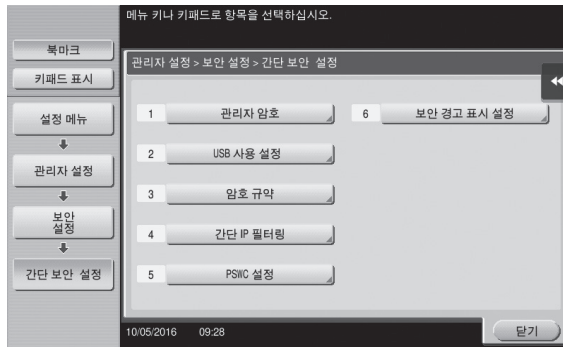 메뉴 키나 키패드로 항목을 선택하십시오.
북마크
키패드 표시
설정 메뉴
관리자 설정
보안
설정
간단 보안 설정
관리자 설정 > 보안 설정 > 간단 보안 설정
1 관리자 암호
2 USB 사용 설정
3 암호 규약
4 간단 IP 필터링
5 PSWC 설정
6 보안 경고 표시 설정
10/05/2016 09:28
닫기